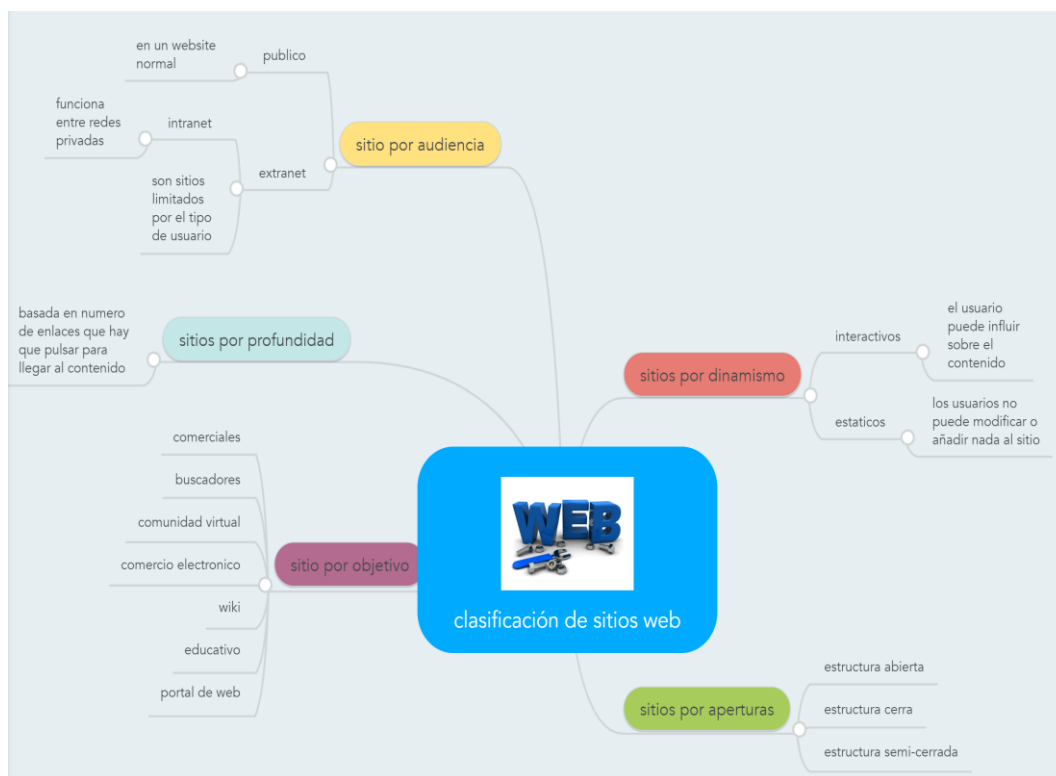 en un website
normal
publico
funciona
entre redes
privadas
intranet
son sitios
limitados
por el tipo
de usuario
extranet
sitio por audiencia
basada en numero
de enlaces que hay
que pulsar para
llegar al contenido
sitios por profundidad
comerciales
buscadores
comunidad virtual
comercio electronico
wiki
educativo
portal de web
sitio por objetivo
WEB
clasificación de sitios web
sitios por dinamismo
interactivos
el usuario
puede influir
sobre el
contenido
estaticos
los usuarios no
puede modificar o
añadir nada al sitio
sitios por aperturas
estructura abierta
estructura cerra
estructura semi-cerrada